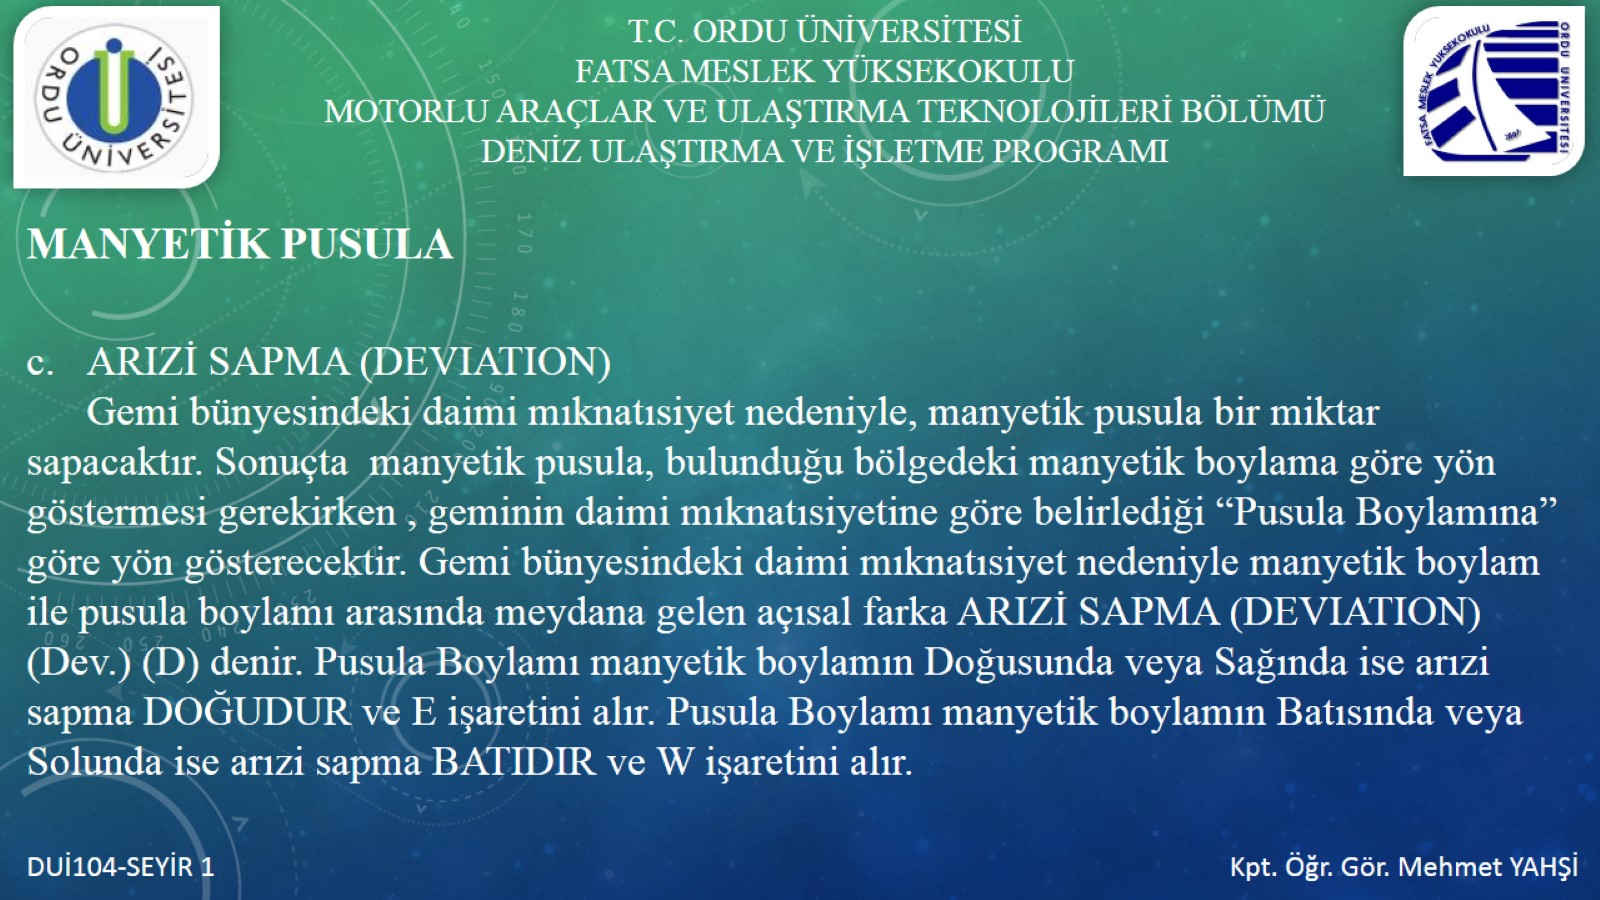 ORDU ÜNİVERSİTESİ
T.C. ORDU ÜNİVERSİTESİ
FATSA MESLEK YÜKSEKOKULU
MOTORLU ARAÇLAR VE ULAŞTIRMA TEKNOLOJİLERİ BÖLÜMÜ
DENİZ ULAŞTIRMA VE İŞLETME PROGRAMI
FATSA MESLEK YÜKSEKOKULU
ORDU ÜNİVERSİTESİ
MANYETİK PUSULA
c. ARIZİ SAPMA (DEVIATION)
Gemi bünyesindeki daimi mıknatısiyet nedeniyle, manyetik pusula bir miktar
sapacaktır. Sonuçta  manyetik pusula, bulunduğu bölgedeki manyetik boylama göre yön
göstermesi gerekirken , geminin daimi mıknatısiyetine göre belirlediği “Pusula Boylamına”
göre yön gösterecektir. Gemi bünyesindeki daimi mıknatısiyet nedeniyle manyetik boylam
ile pusula boylamı arasında meydana gelen açısal farka ARIZİ SAPMA (DEVIATION)
(Dev.) (D) denir. Pusula Boylamı manyetik boylamın Doğusunda veya Sağında ise arızi
sapma DOĞUDUR ve E işaretini alır. Pusula Boylamı manyetik boylamın Batısında veya
Solunda ise arızi sapma BATIDIR ve W işaretini alır.
DUİ104-SEYİR 1
Kpt. Öğr. Gör. Mehmet YAHŞİ